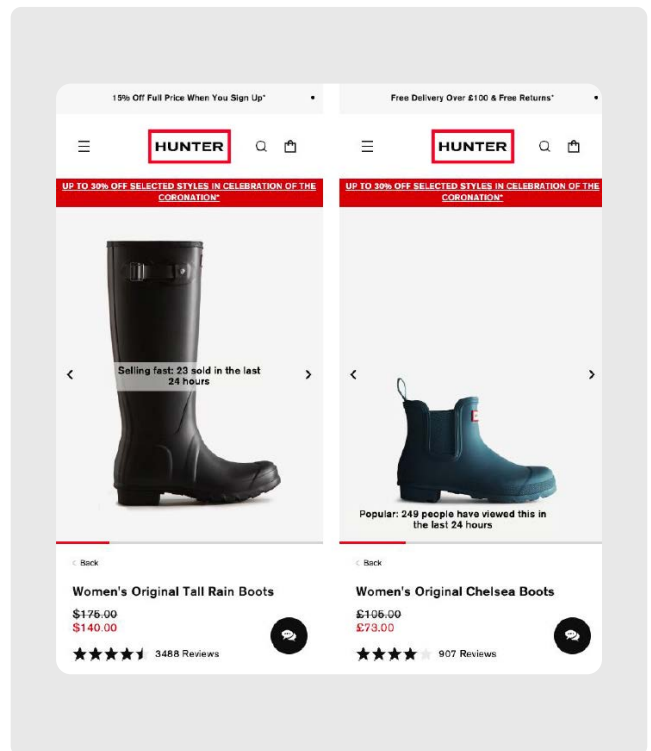 15% Off Full Price When You Sign Up*
HUNTER
UP TO 30% OFF SELECTED STYLES IN CELEBRATION OF THE
CORONATION*
Selling fast: 23 sold in the last
24 hours
Back
Women's Original Tall Rain Boots
$175.00
$140.00
3488 Reviews
Free Delivery Over £100 & Free Returns*
HUNTER
UP TO 30% OFF SELECTED STYLES IN CELEBRATION OF THE
CORONATION*
Popular: 249 people have viewed this in
the last 24 hours
Back
Women's Original Chelsea Boots
£105.00
£73.00
907 Reviews